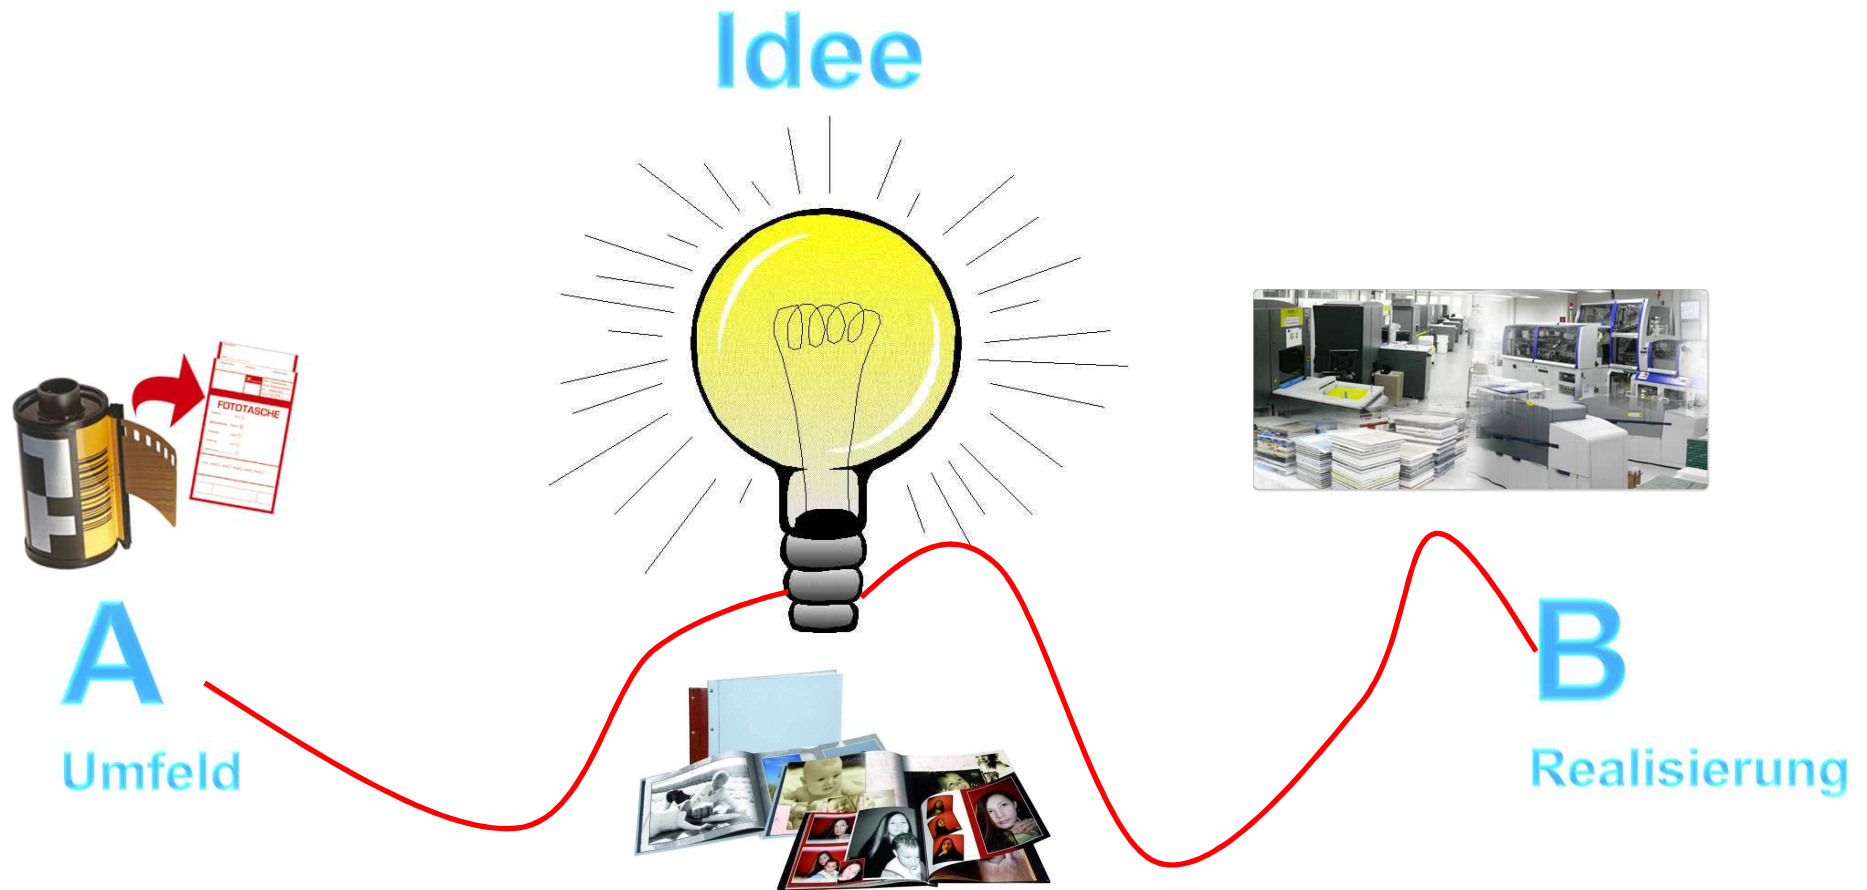 Idee
FOTOTASCHE
A
B
Umfeld
Realisierung